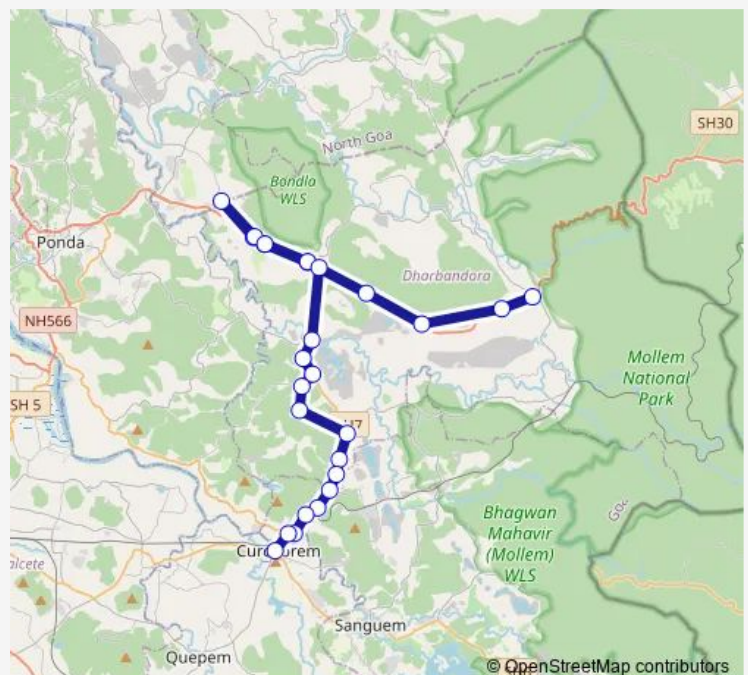 SH30
North Goa
Bondla
WLS
Ponda
Dharbandora
NH566
Mollem
National
Park
SH 5
Goa
Bhagwan
Mahavir
(Mollem)
WLS
Sanguem
Quepem
© OpenStreetMap contributors